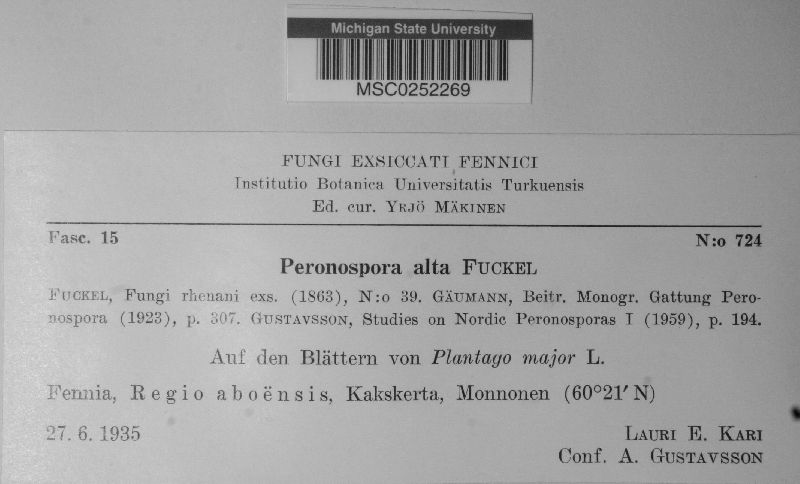 Michigan State University
MSC0252269
FUNGI EXSICCATI FENNICI
Institutio Botanica Universitatis Turkuensis
Ed. cur. YRJÖ MÄKINEN
Fasc. 15 N:o 724
Peronospora alta FUCKEL
FUCKEL, Fungi rhenani exs. (1863), N:o 39. GÄUMANN, Beitr. Monogr. Gattung Pero-
nospora (1923), p. 307. GUSTAVSSON, Studies on Nordic Peronosporas I (1959), p. 194.
Auf den Blättern von Plantago major L.
Fennia, Regio aboënsis, Kakskerta, Monnonen (60°21′ N)
27. 6. 1935 LAURI E. KARI
Conf. A. GUSTAVSSON